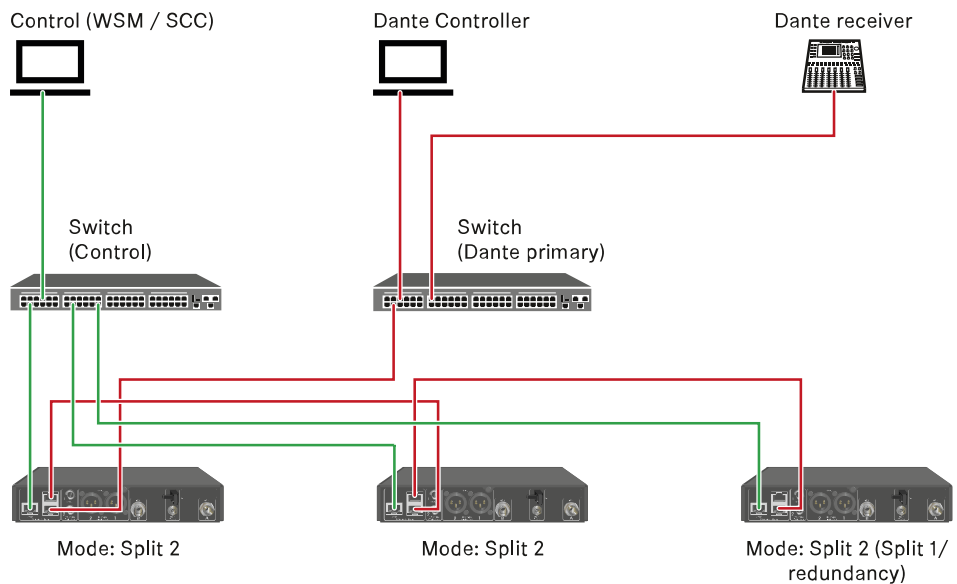 Control (WSM / SCC)
Dante Controller
Dante receiver
Switch
(Control)
Switch
(Dante primary)
Mode: Split 2
Mode: Split 2
Mode: Split 2 (Split 1/
redundancy)